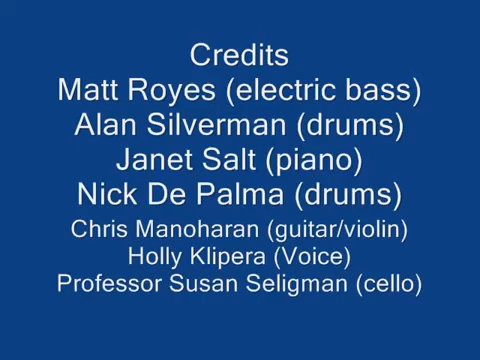 Credits
Matt Royes (electric bass)
Alan Silverman (drums)
Janet Salt (piano)
Nick De Palma (drums)
Chris Manoharan (guitar/violin)
Holly Klipera (Voice)
Professor Susan Seligman (cello)